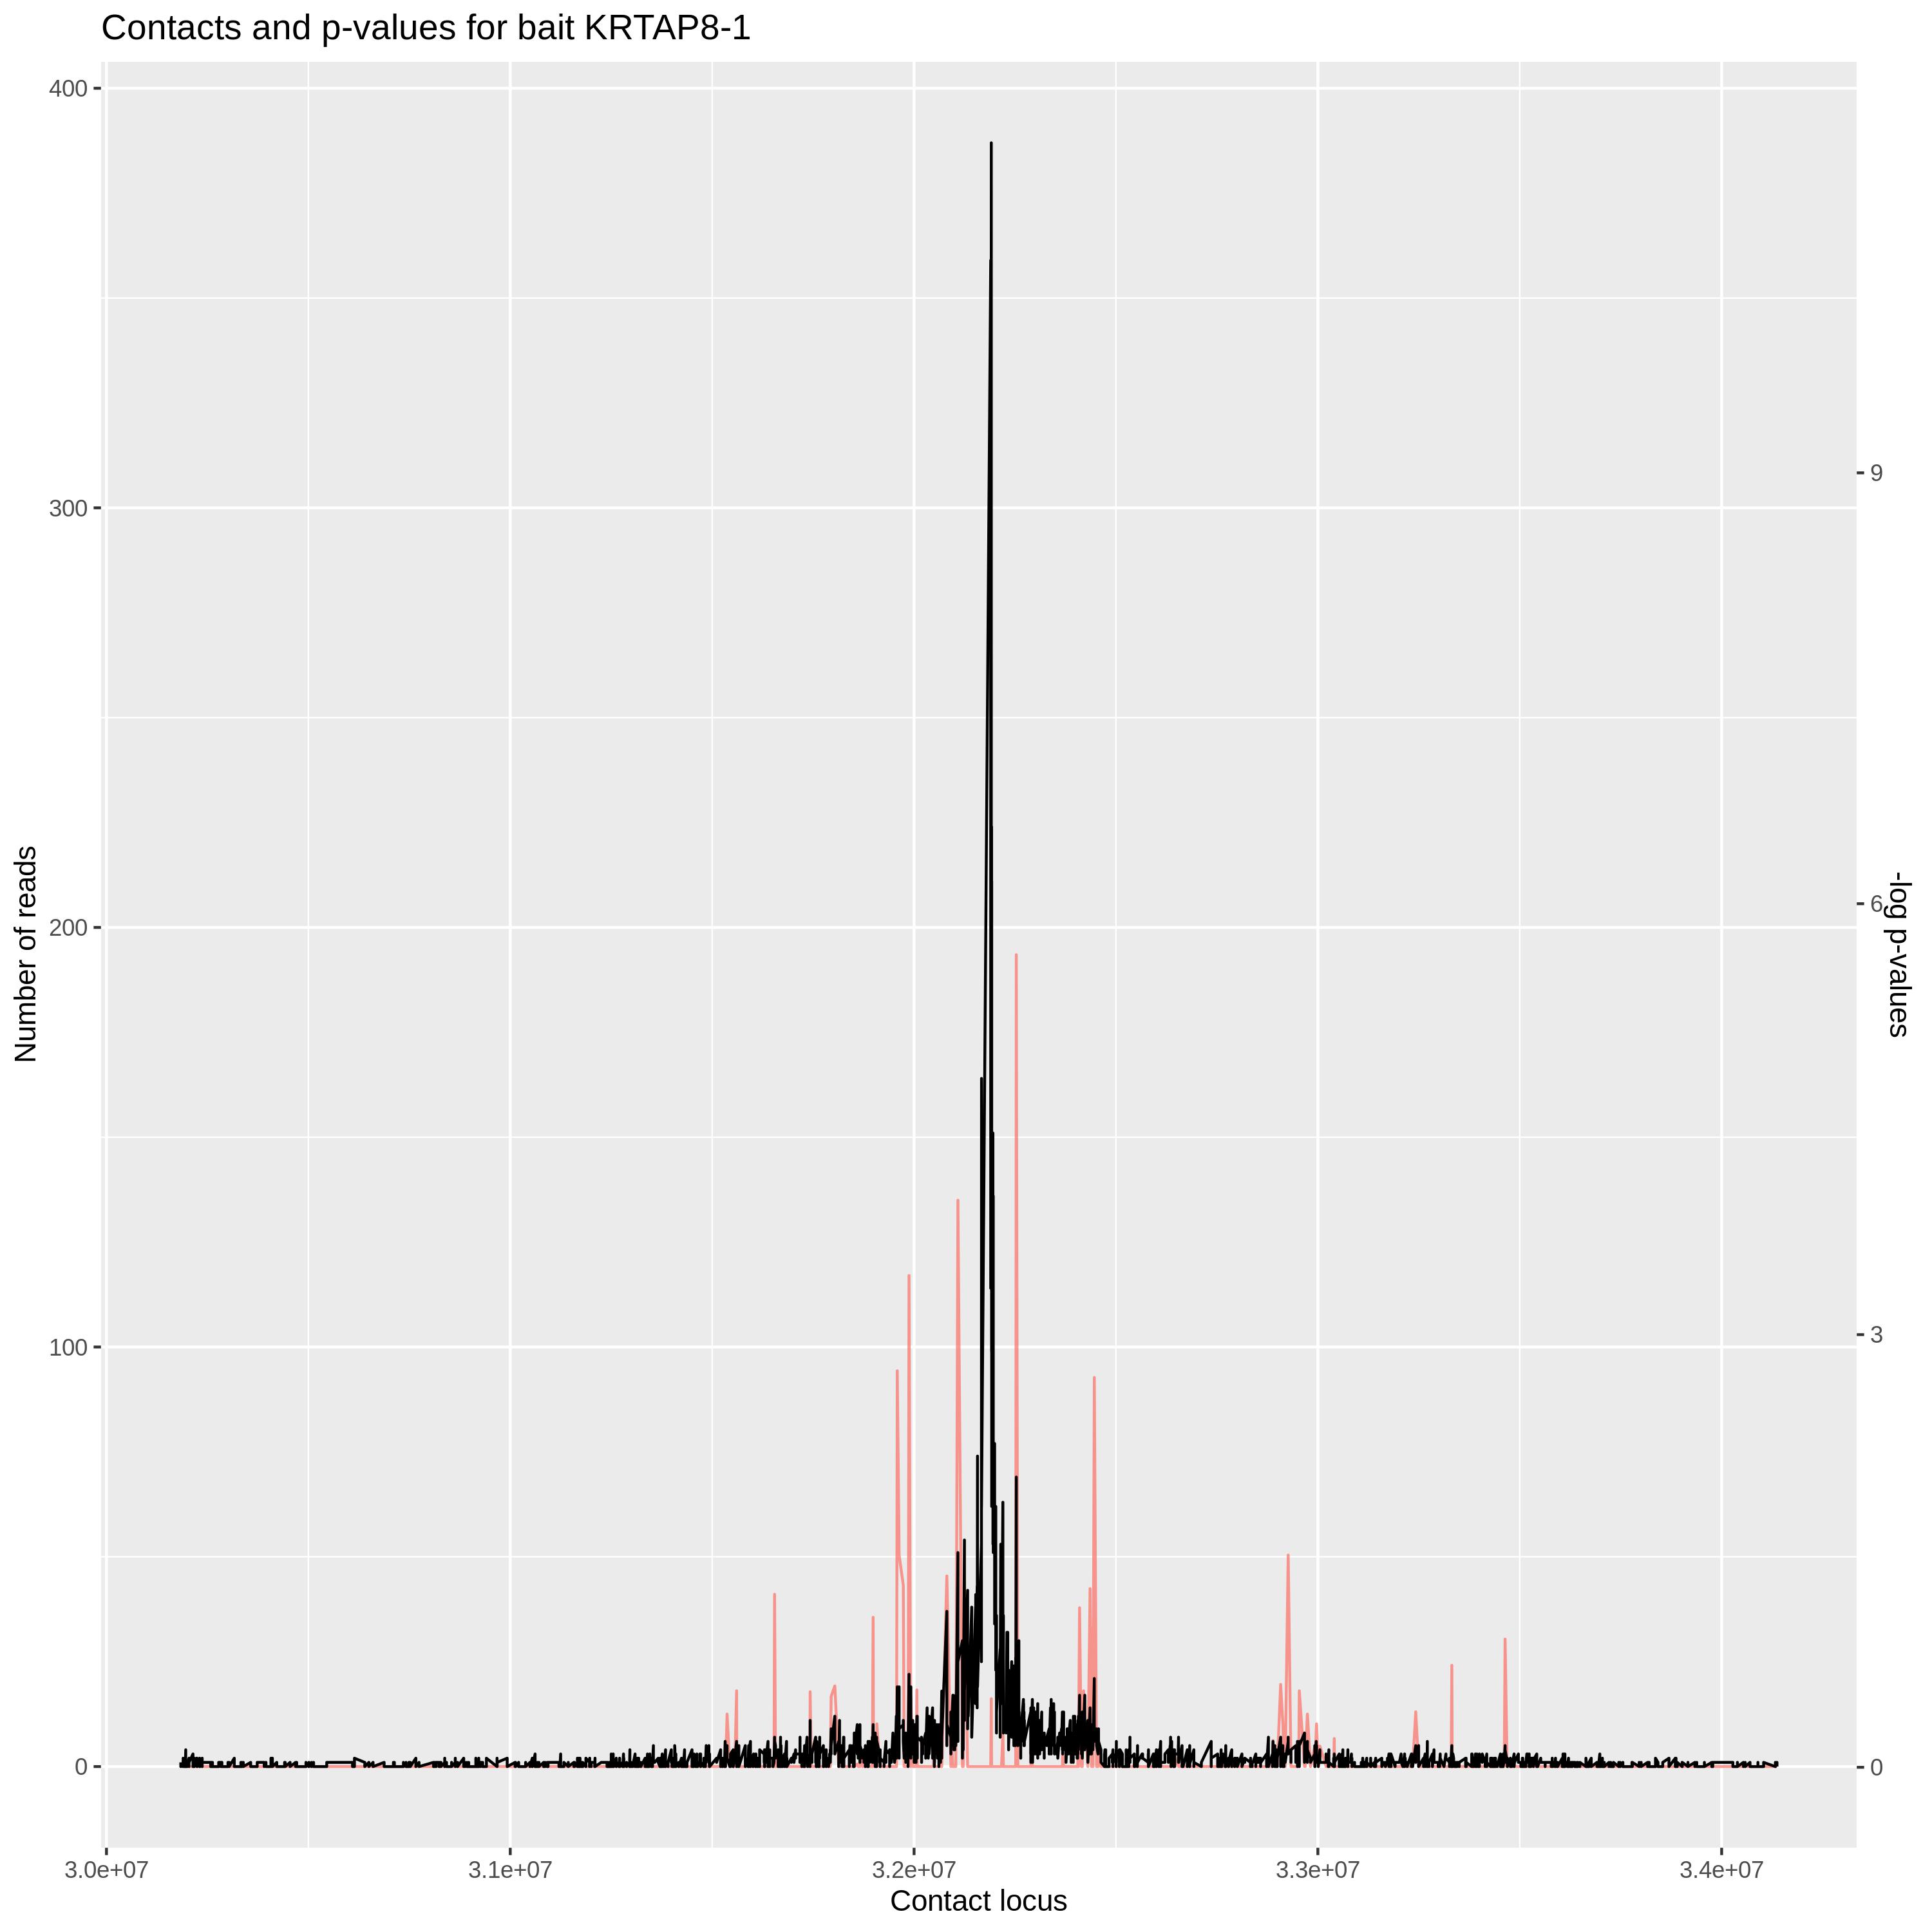 Contacts and p-values for bait KRTAP8-1
400
300
200
100
0
Number of reads
9
6
3
0
-log p-values
3.0e+07
3.1e+07
3.2e+07
3.3e+07
3.4e+07
Contact locus